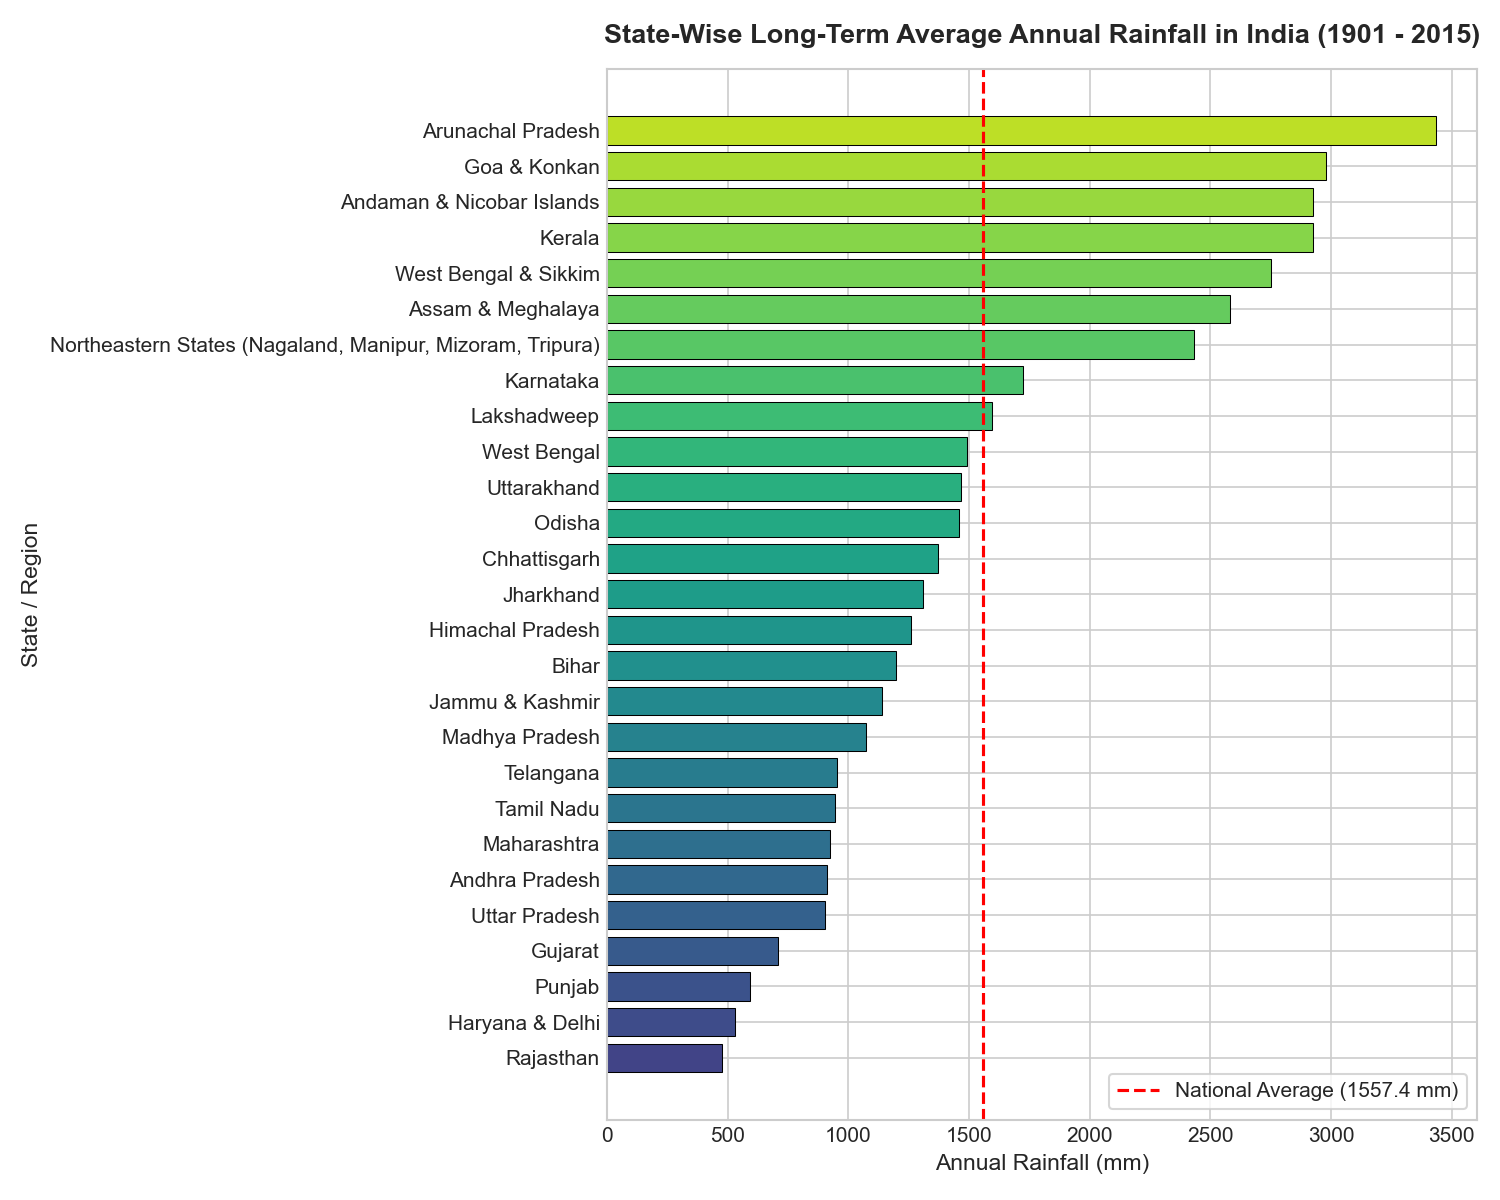 State-Wise Long-Term Average Annual Rainfall in India (1901 - 2015)
State / Region
Arunachal Pradesh
Goa & Konkan
Andaman & Nicobar Islands
Kerala
West Bengal & Sikkim
Assam & Meghalaya
Northeastern States (Nagaland, Manipur, Mizoram, Tripura)
Karnataka
Lakshadweep
West Bengal
Uttarakhand
Odisha
Chhattisgarh
Jharkhand
Himachal Pradesh
Bihar
Jammu & Kashmir
Madhya Pradesh
Telangana
Tamil Nadu
Maharashtra
Andhra Pradesh
Uttar Pradesh
Gujarat
Punjab
Haryana & Delhi
Rajasthan
National Average (1557.4 mm)
0 500 1000 1500 2000 2500 3000 3500
Annual Rainfall (mm)